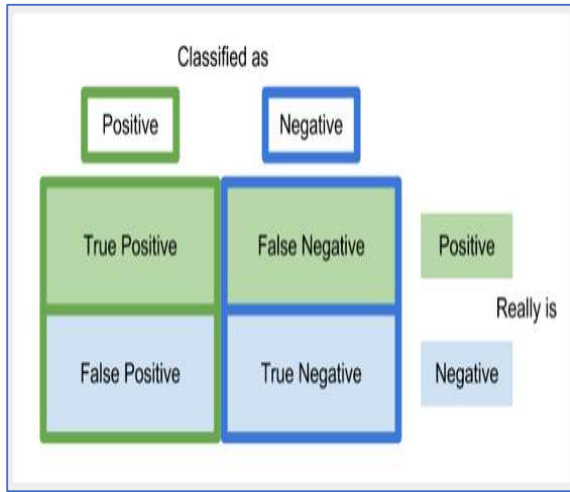 Classified as
Positive
Negative
True Positive
False Negative
Positive
Really is
False Positive
True Negative
Negative